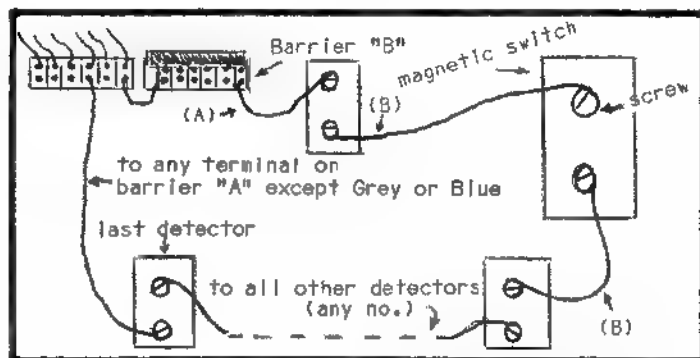 Barrier "B"
magnetic switch
(A)
(B)
screw
to any terminal on
barrier "A" except Grey or Blue
last detector
to all other detectors
(any no.)
(B)